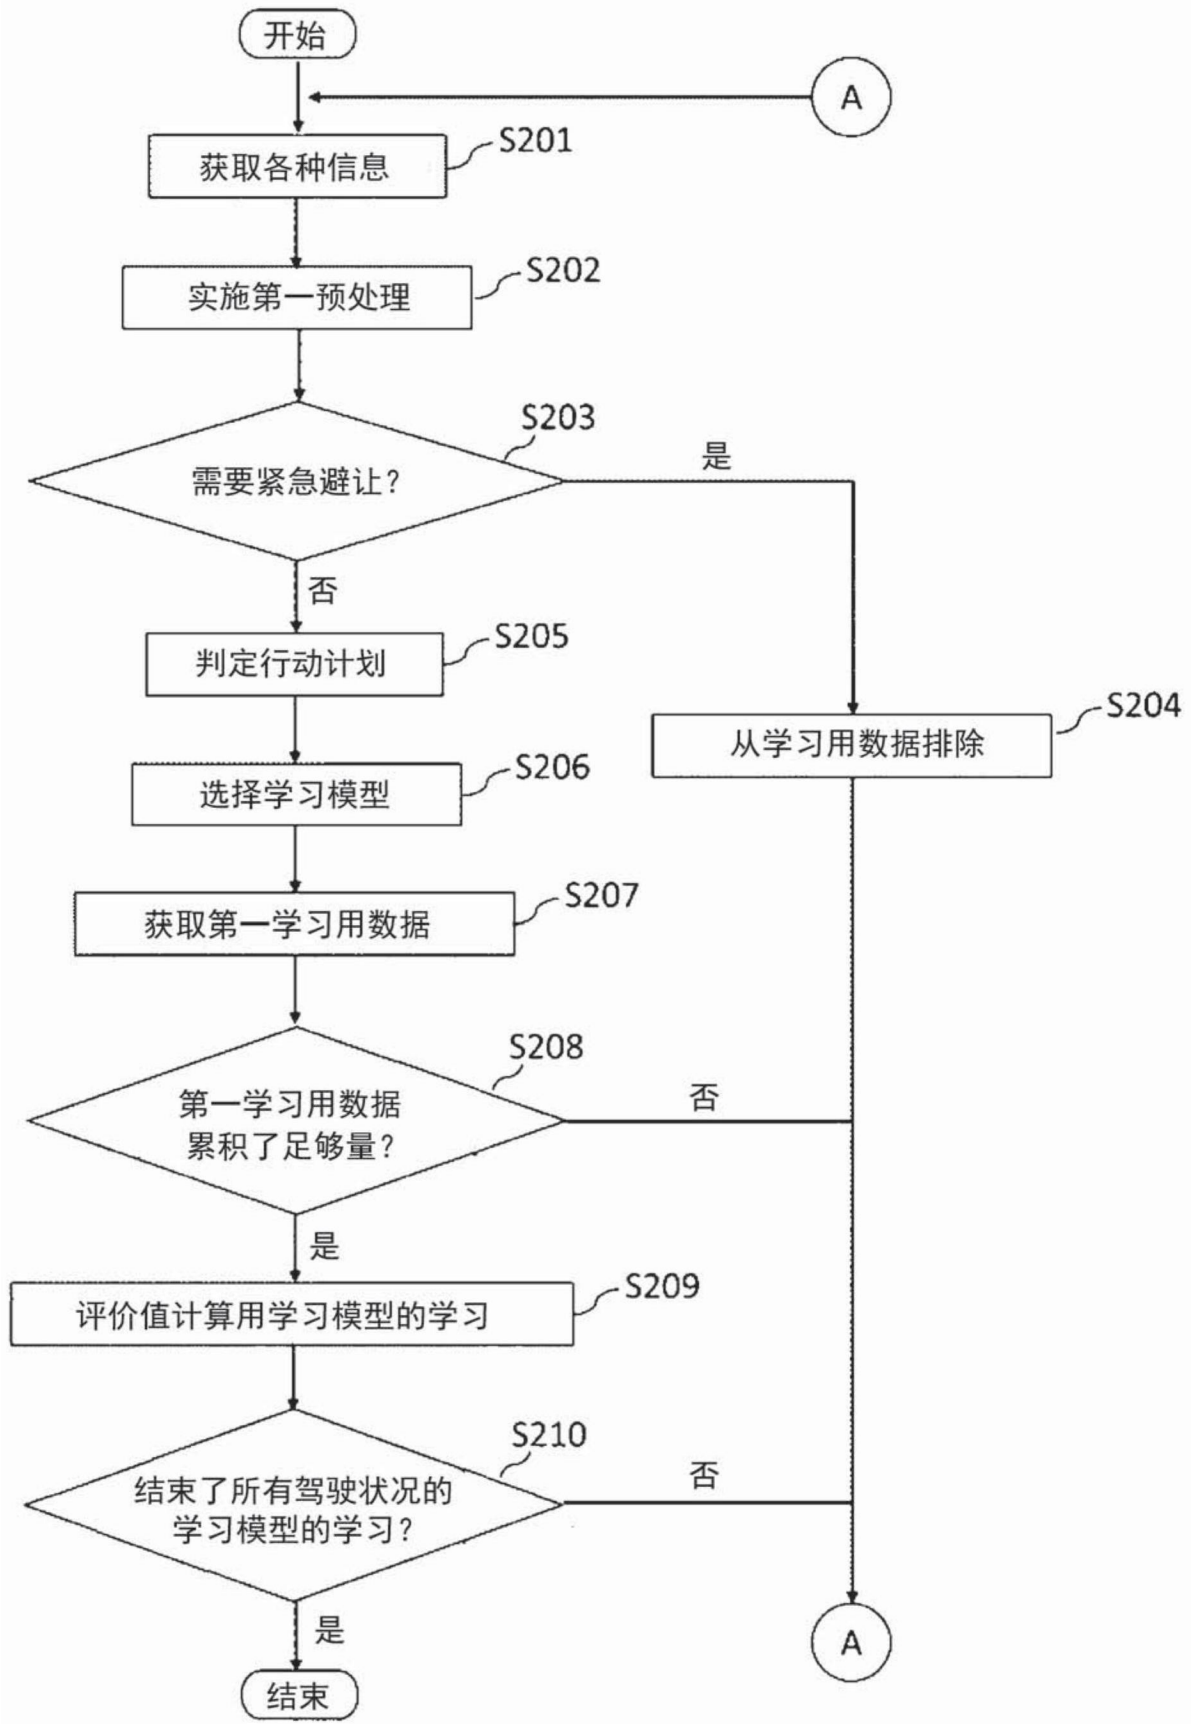 开始
A
S201
获取各种信息
S202
实施第一预处理
S203
需要紧急避让？
是
否
S205
判定行动计划
S204
从学习用数据排除
S206
选择学习模型
S207
获取第一学习用数据
S208
第一学习用数据
累积了足够量？
否
是
S209
评价值计算用学习模型的学习
S210
结束了所有驾驶状况的
学习模型的学习？
否
是
A
结束